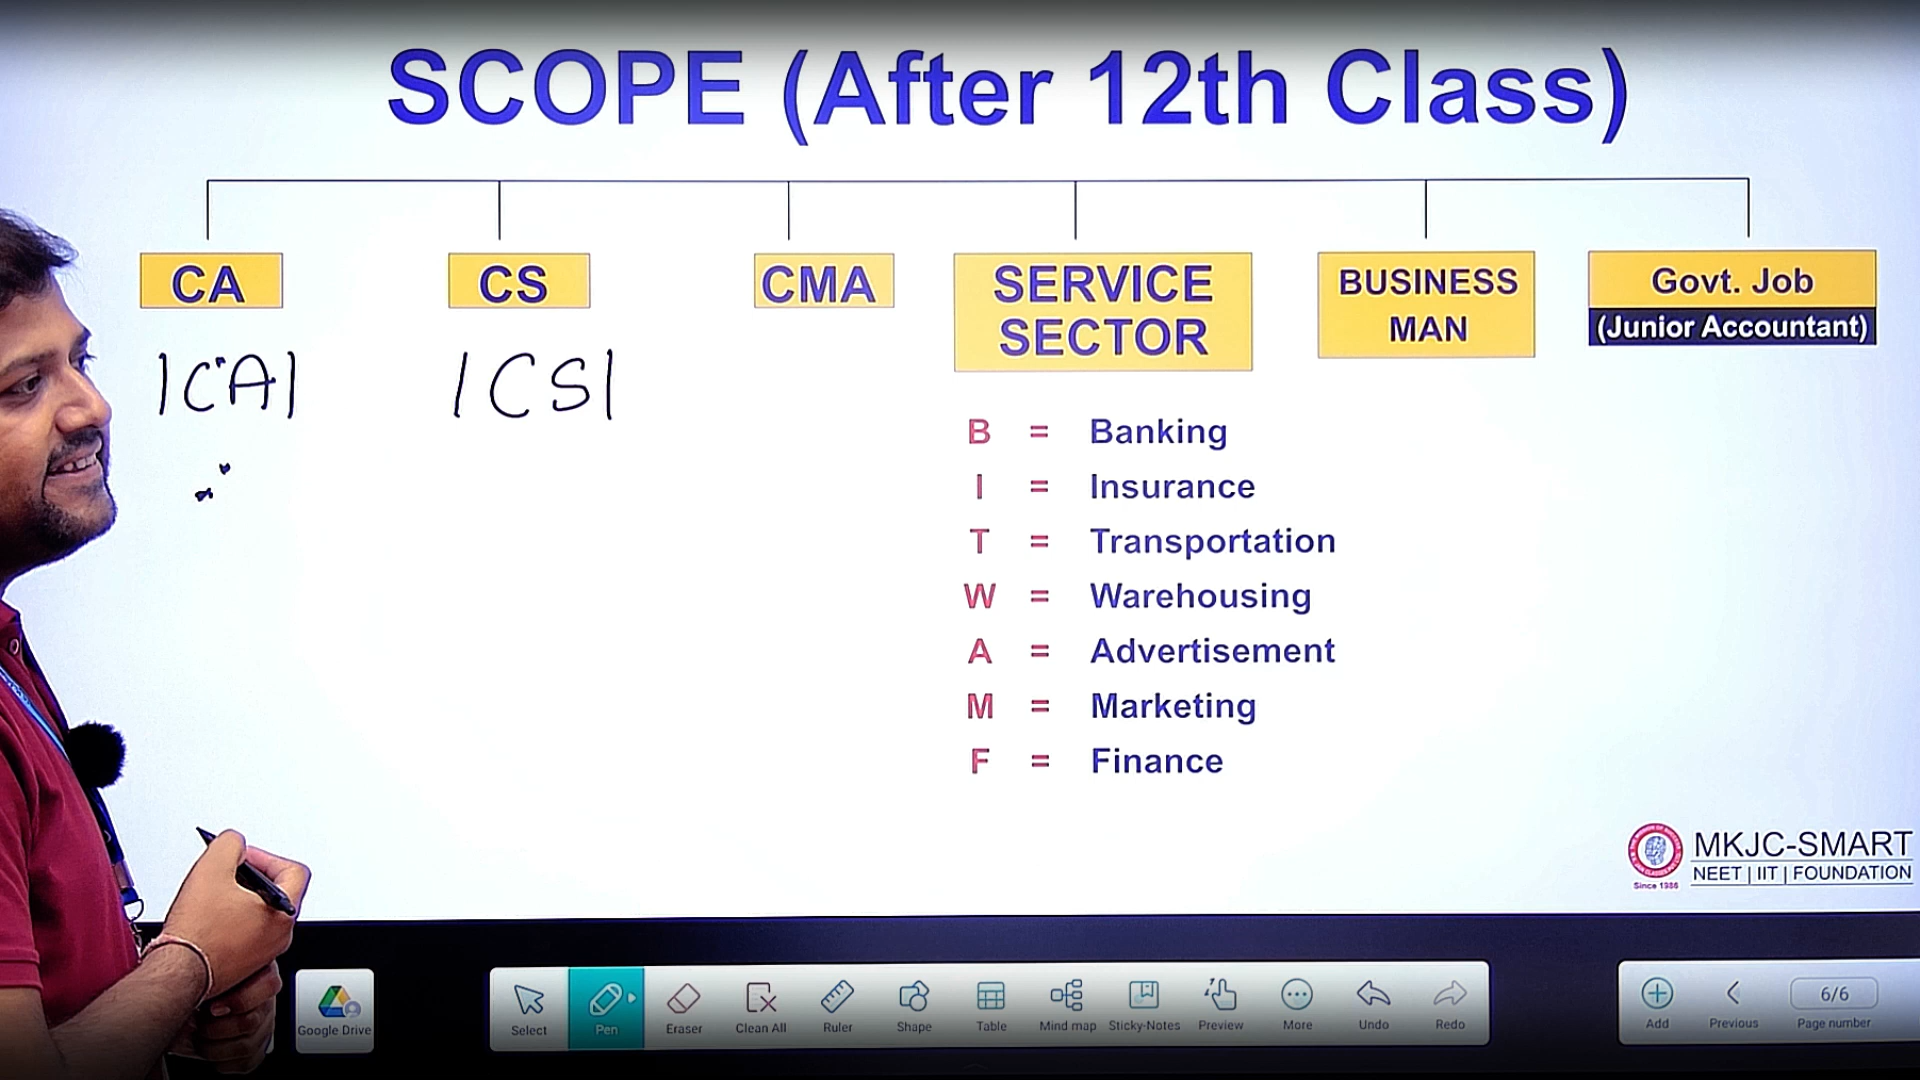 SCOPE (After 12th Class)
CA
CS
CMA
SERVICE
SECTOR
BUSINESS
MAN
Govt. Job
(Junior Accountant)
ICAI
ICSI
B = Banking
I = Insurance
T = Transportation
W = Warehousing
A = Advertisement
M = Marketing
F = Finance
MKJC-SMART
NEET | IIT | FOUNDATION
Since 1986
Google Drive
Select
Pen
Eraser
Clean All
Ruler
Shape
Table
Mind map
Sticky-Notes
Preview
More
Undo
Redo
Add
Previous
6/6
Page number